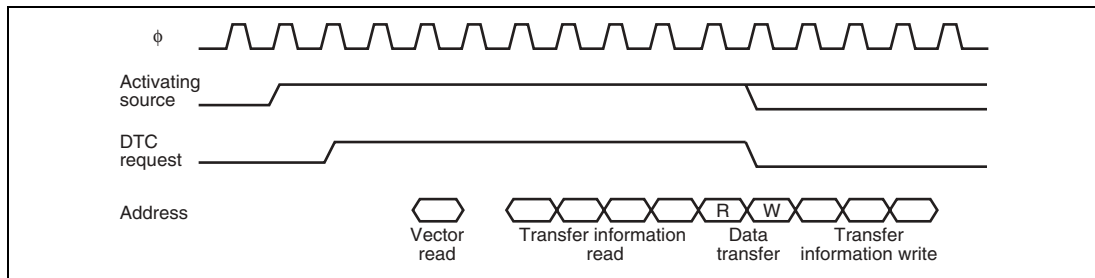 ϕ
Activating
source
DTC
request
Address
R W
Vector
read
Transfer information
read
Data
transfer
Transfer
information write